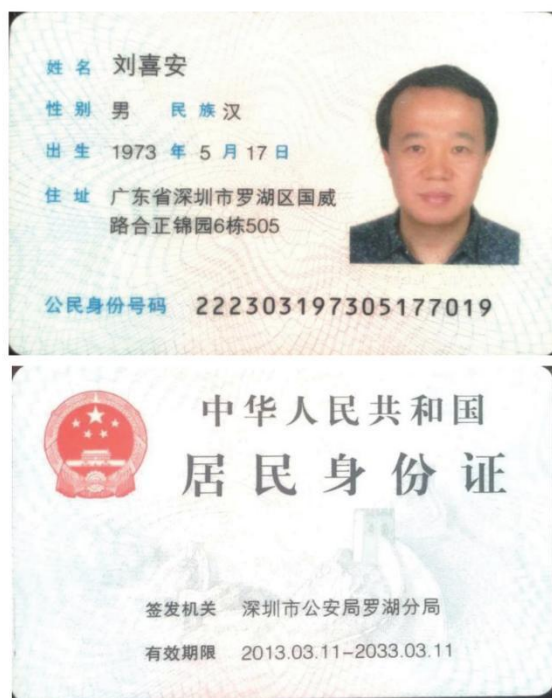 姓名 刘喜安
性别 男 民族 汉
出生 1973 年 5 月 17 日
住址 广东省深圳市罗湖区国威
路合正锦园6栋505
公民身份号码 222303197305177019
中华人民共和国
居民身份证
签发机关 深圳市公安局罗湖分局
有效期限 2013.03.11-2033.03.11